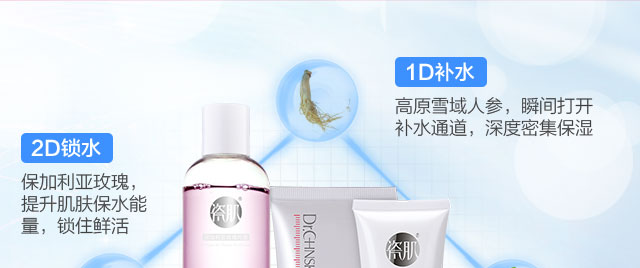 1D补水
高原雪域人参，瞬间打开
补水通道，深度密集保湿
2D锁水
保加利亚玫瑰，
提升肌肤保水能
量，锁住鲜活
瓷肌
瓷肌